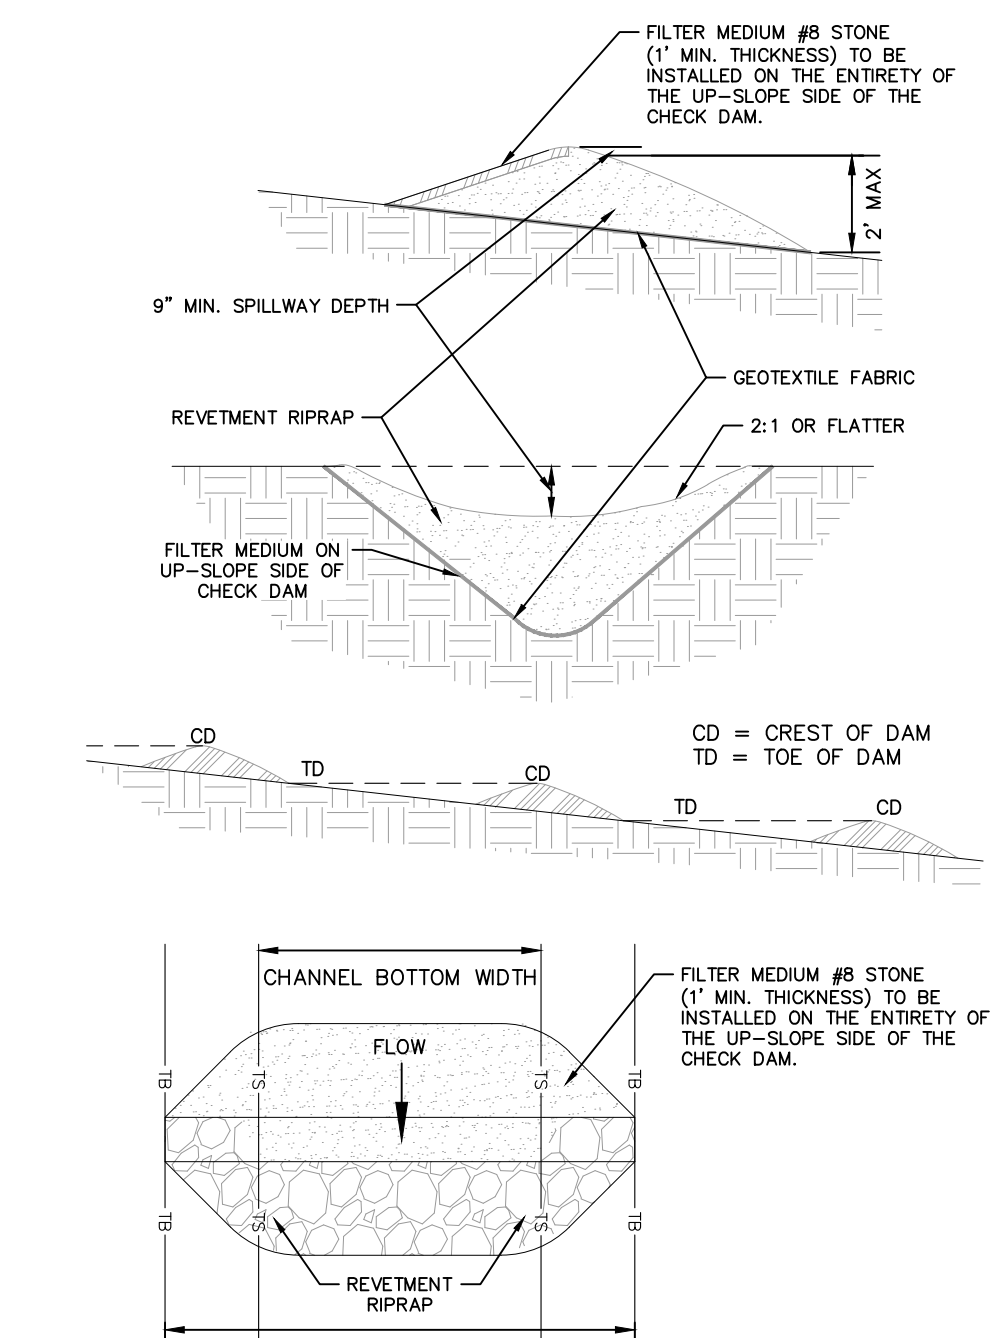 FILTER MEDIUM #8 STONE
(1' MIN. THICKNESS) TO BE
INSTALLED ON THE ENTIRETY OF
THE UP-SLOPE SIDE OF THE
CHECK DAM.
2' MAX
9" MIN. SPILLWAY DEPTH
GEOTEXTILE FABRIC
REVETMENT RIPRAP
2:1 OR FLATTER
FILTER MEDIUM ON
UP-SLOPE SIDE OF
CHECK DAM
CD = CREST OF DAM
TD = TOE OF DAM
CD
TD
CD
TD
CD
CHANNEL BOTTOM WIDTH
FILTER MEDIUM #8 STONE
(1' MIN. THICKNESS) TO BE
INSTALLED ON THE ENTIRETY OF
THE UP-SLOPE SIDE OF THE
CHECK DAM.
FLOW
TB
TS
TS
TB
TB
TS
TS
TB
REVETMENT
RIPRAP